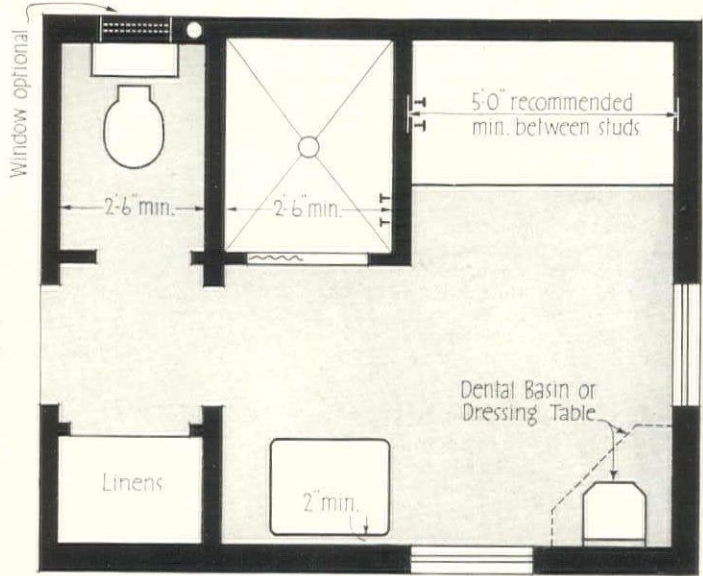 Window optional
5'-0" recommended
min. between studs
2'-6" min.
2'-6" min.
Dental Basin or
Dressing Table
Linens
2" min.